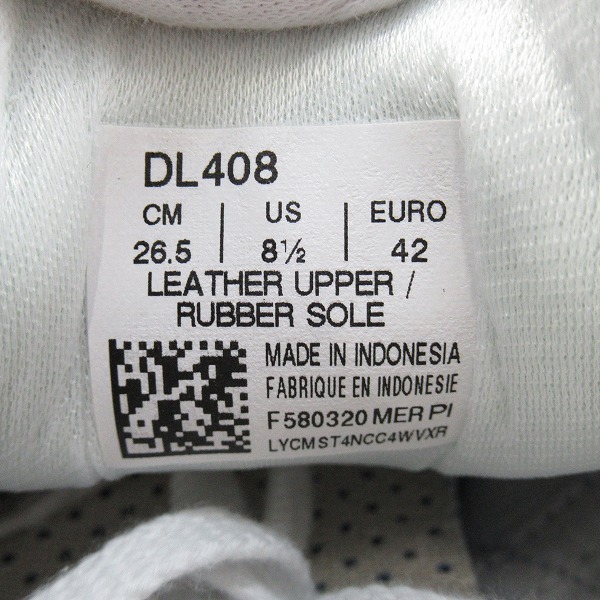 DL408
CM | US | EURO
26.5 | 8½ | 42
LEATHER UPPER /
RUBBER SOLE
MADE IN INDONESIA
FABRIQUE EN INDONESIE
F580320 MER PI
LYCMST4NCC4WVXR